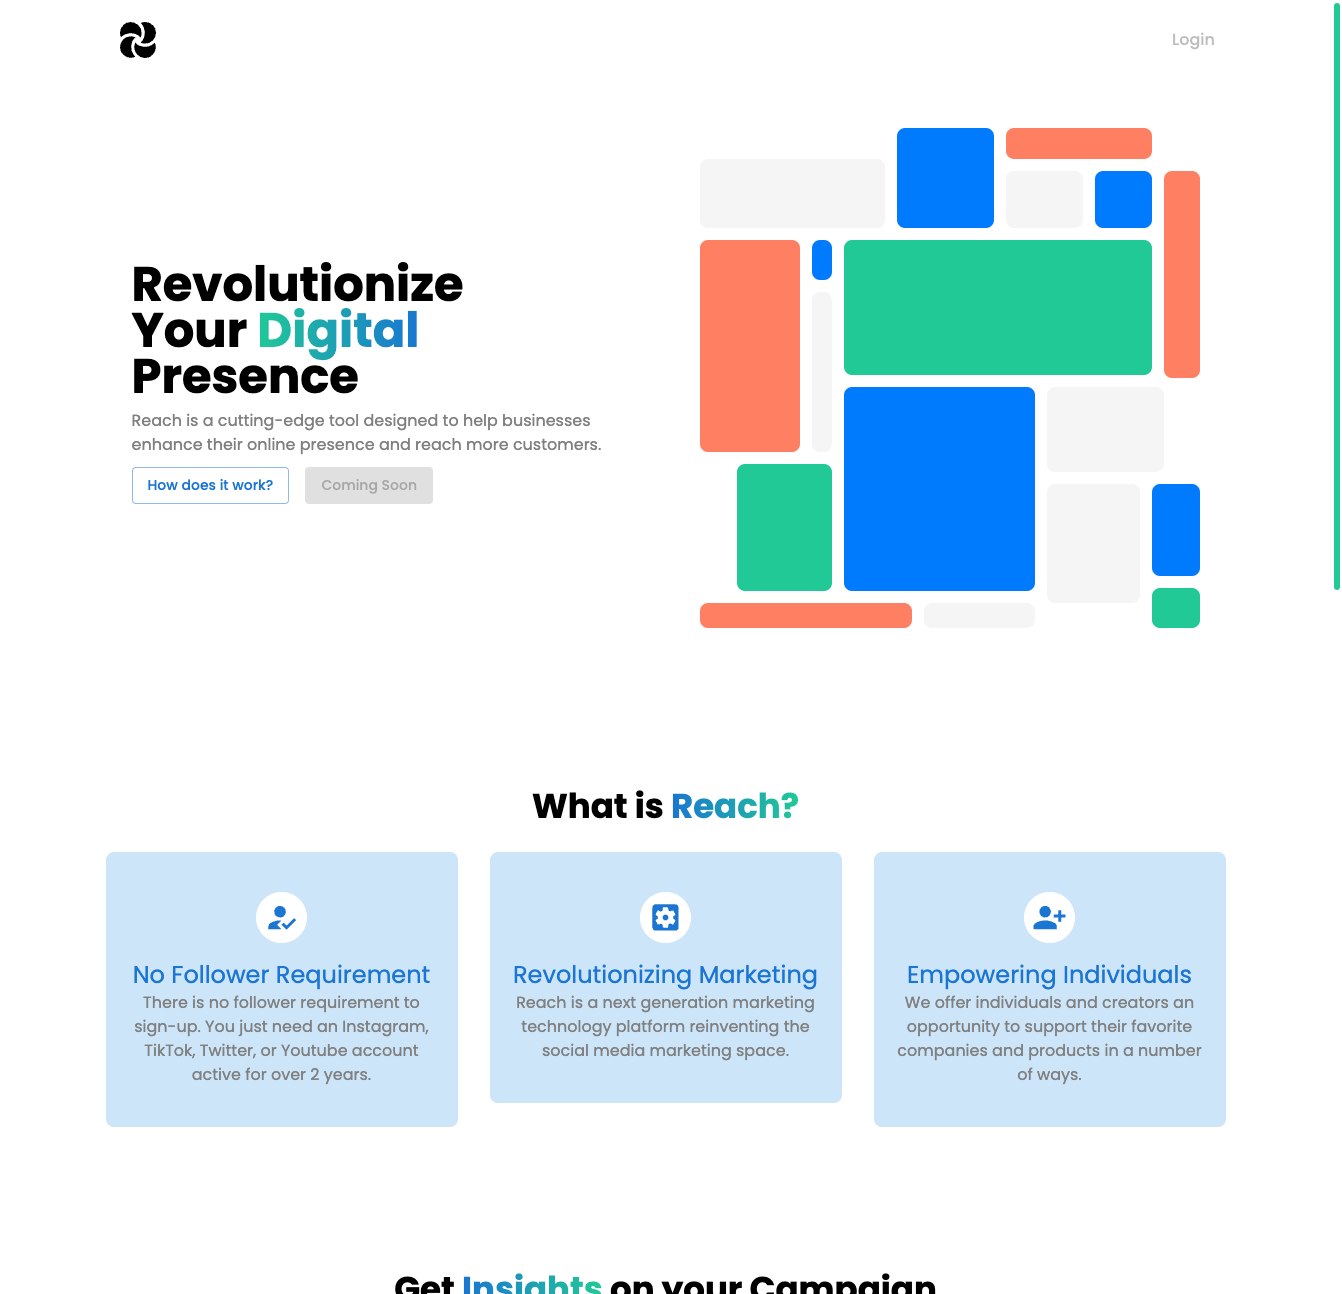 Login
Revolutionize
Your Digital
Presence
Reach is a cutting-edge tool designed to help businesses
enhance their online presence and reach more customers.
How does it work?
Coming Soon
What is Reach?
No Follower Requirement
There is no follower requirement to
sign-up. You just need an Instagram,
TikTok, Twitter, or Youtube account
active for over 2 years.
Revolutionizing Marketing
Reach is a next generation marketing
technology platform reinventing the
social media marketing space.
Empowering Individuals
We offer individuals and creators an
opportunity to support their favorite
companies and products in a number
of ways.
Get Insights on your Campaign